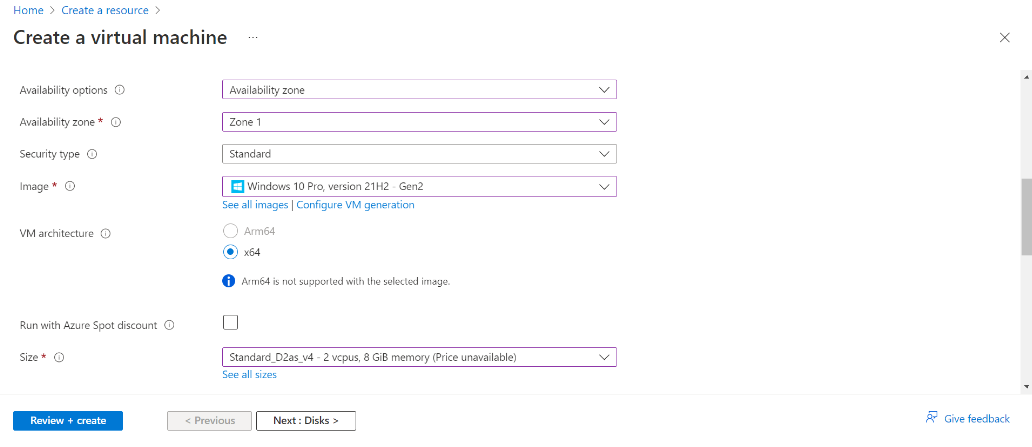 Home > Create a resource >
Create a virtual machine ...
Availability options
Availability zone
Availability zone *
Zone 1
Security type
Standard
Image *
Windows 10 Pro, version 21H2 - Gen2
See all images | Configure VM generation
VM architecture
Arm64
x64
Arm64 is not supported with the selected image.
Run with Azure Spot discount
Size *
Standard_D2as_v4 - 2 vcpus, 8 GiB memory (Price unavailable)
See all sizes
Review + create
< Previous
Next : Disks >
Give feedback